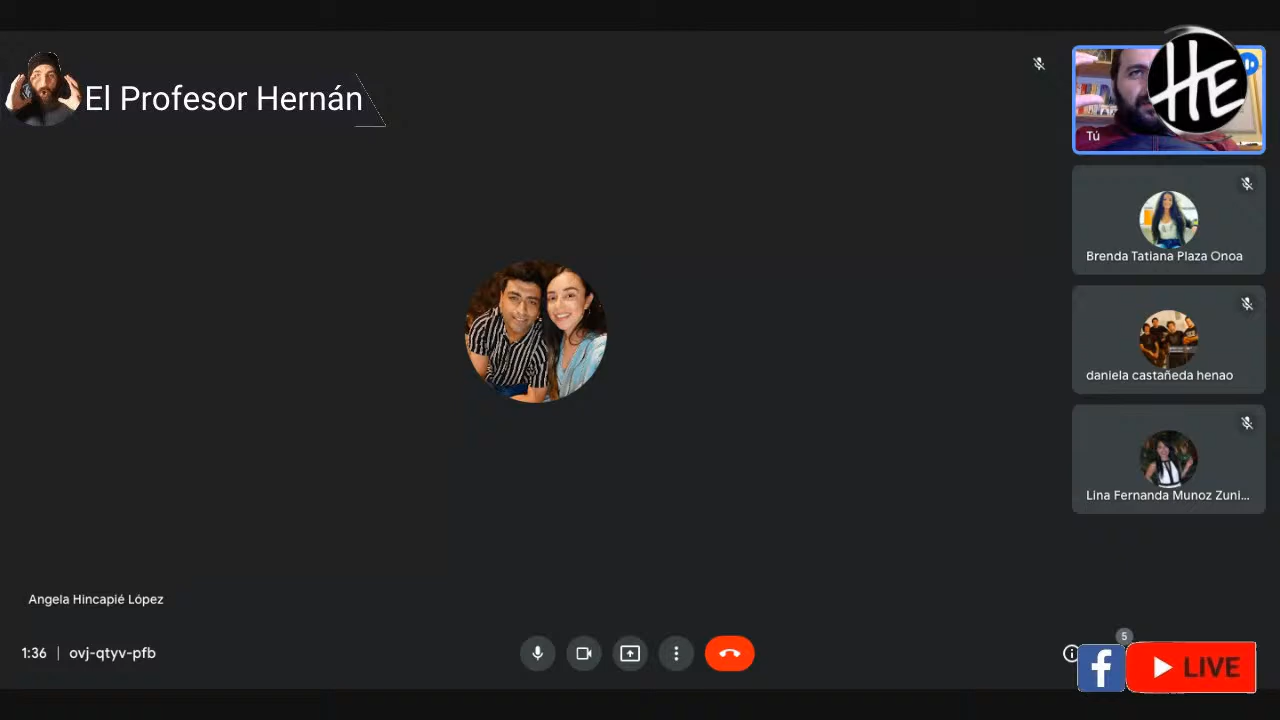 El Profesor Hernán
HE
Tú
Brenda Tatiana Plaza Onoa
daniela castañeda henao
Lina Fernanda Munoz Zuni...
Angela Hincapié López
1:36 | ovj-qtyv-pfb
5
f LIVE